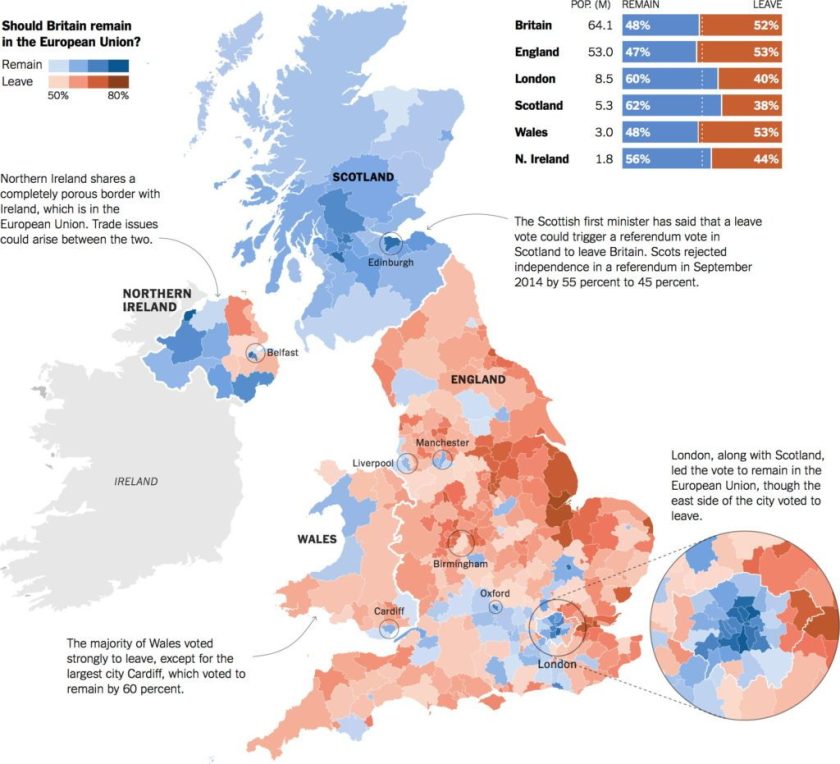 Should Britain remain
in the European Union?
Remain
Leave
50% 80%
POP. (M) REMAIN LEAVE
Britain 64.1 48% 52%
England 53.0 47% 53%
London 8.5 60% 40%
Scotland 5.3 62% 38%
Wales 3.0 48% 53%
N. Ireland 1.8 56% 44%
Northern Ireland shares a
completely porous border with
Ireland, which is in the
European Union. Trade issues
could arise between the two.
SCOTLAND
Edinburgh
The Scottish first minister has said that a leave
vote could trigger a referendum vote in
Scotland to leave Britain. Scots rejected
independence in a referendum in September
2014 by 55 percent to 45 percent.
NORTHERN
IRELAND
Belfast
ENGLAND
Manchester
Liverpool
IRELAND
London, along with Scotland,
led the vote to remain in the
European Union, though the
east side of the city voted to
leave.
WALES
Birmingham
Oxford
Cardiff
London
The majority of Wales voted
strongly to leave, except for the
largest city Cardiff, which voted to
remain by 60 percent.